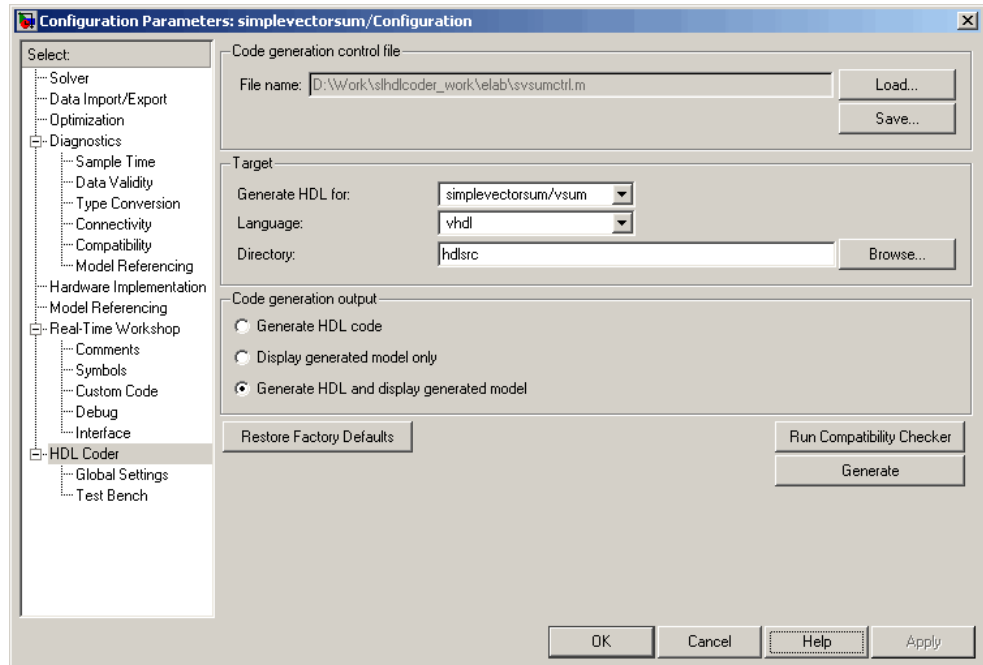 Configuration Parameters: simplevectorsum/Configuration
Select:
Solver
Data Import/Export
Optimization
Diagnostics
Sample Time
Data Validity
Type Conversion
Connectivity
Compatibility
Model Referencing
Hardware Implementation
Model Referencing
Real-Time Workshop
Comments
Symbols
Custom Code
Debug
Interface
HDL Coder
Global Settings
Test Bench
Code generation control file
File name: D:\Work\slhdlcoder_work\elab\svsumctrl.m Load...
Save...
Target
Generate HDL for: simplevectorsum/vsum
Language: vhdl
Directory: hdlsrc Browse...
Code generation output
Generate HDL code
Display generated model only
Generate HDL and display generated model
Restore Factory Defaults Run Compatibility Checker
Generate
OK Cancel Help Apply